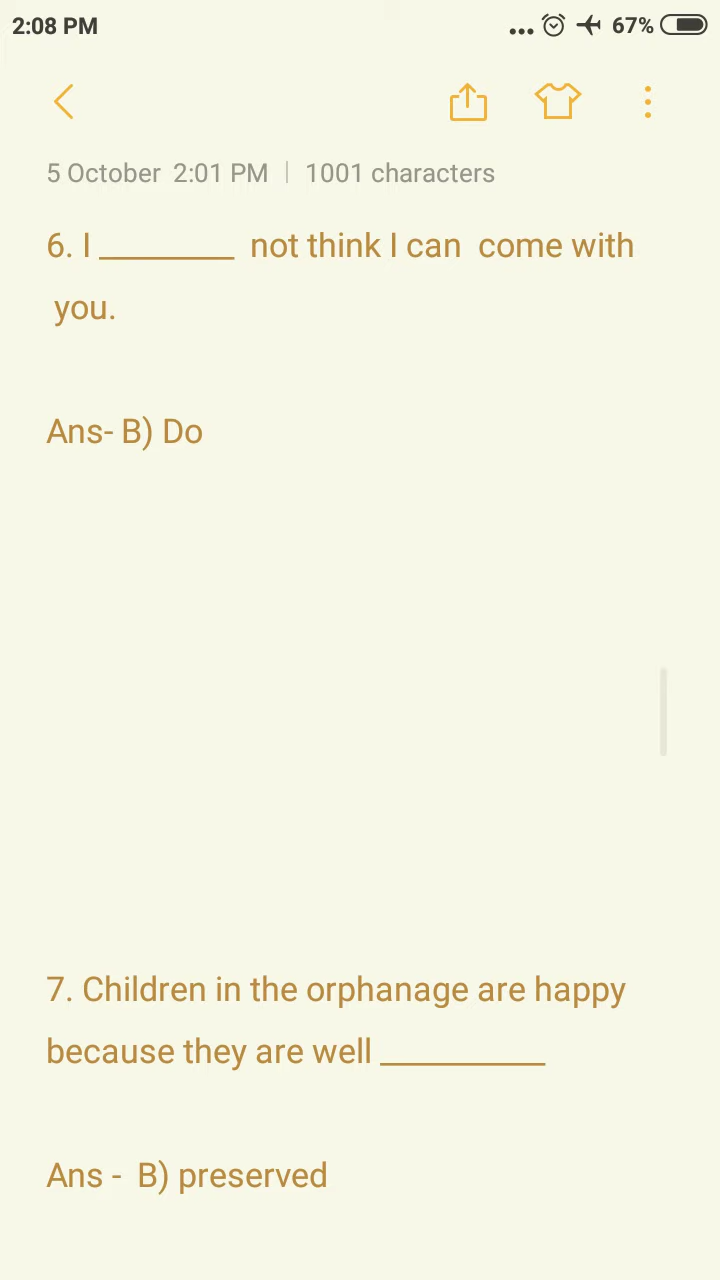 2:08 PM ... 67%
5 October 2:01 PM | 1001 characters
6. I ________ not think I can come with
you.
Ans- B) Do
7. Children in the orphanage are happy
because they are well __________
Ans - B) preserved